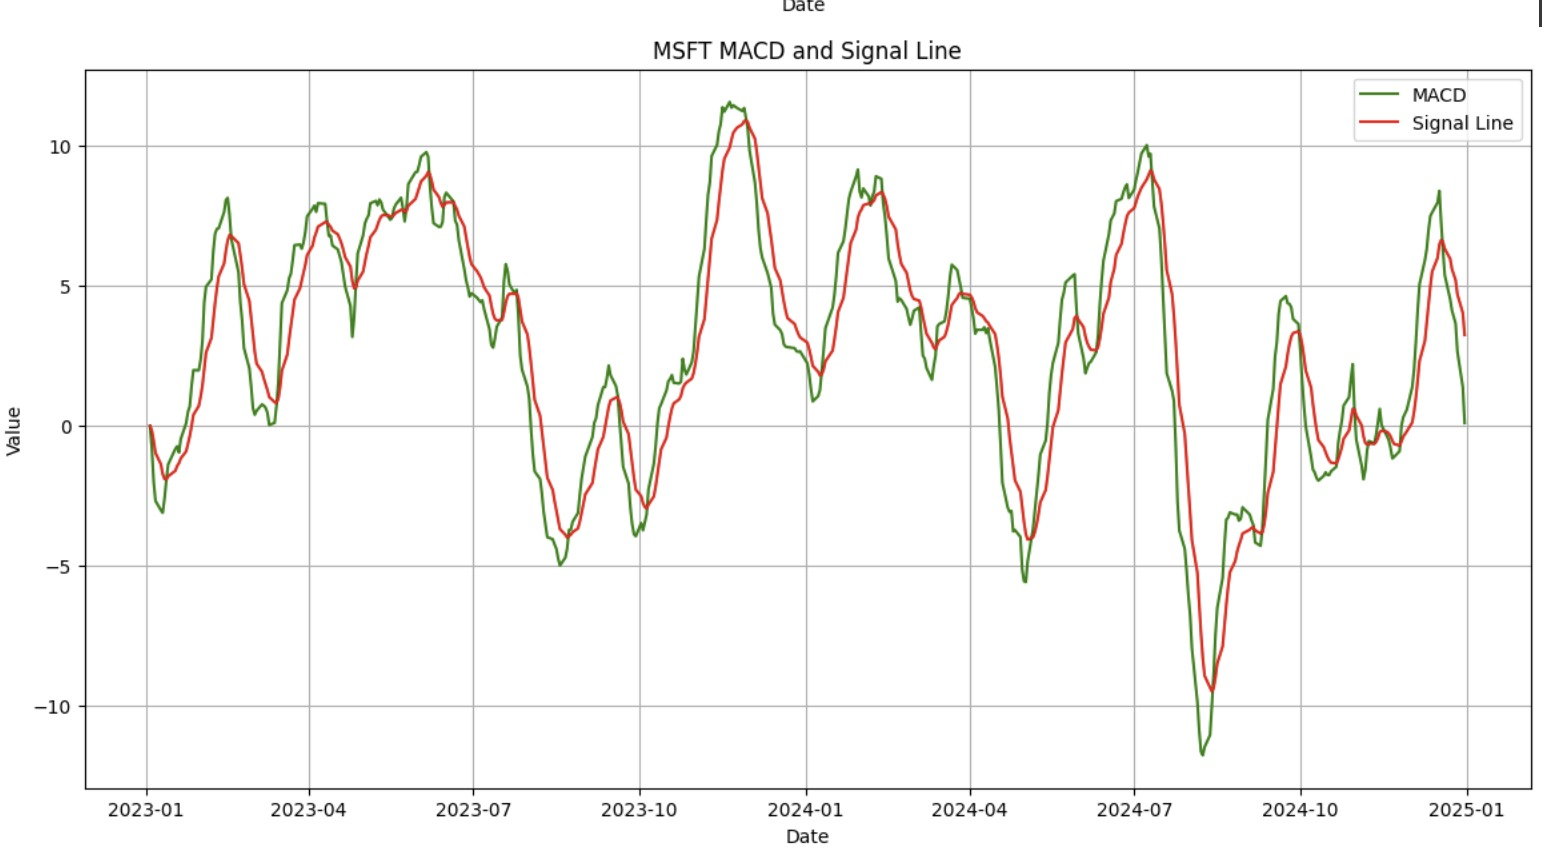 Date
MSFT MACD and Signal Line
MACD
Signal Line
10
5
0
−5
−10
Value
2023-01 2023-04 2023-07 2023-10 2024-01 2024-04 2024-07 2024-10 2025-01
Date